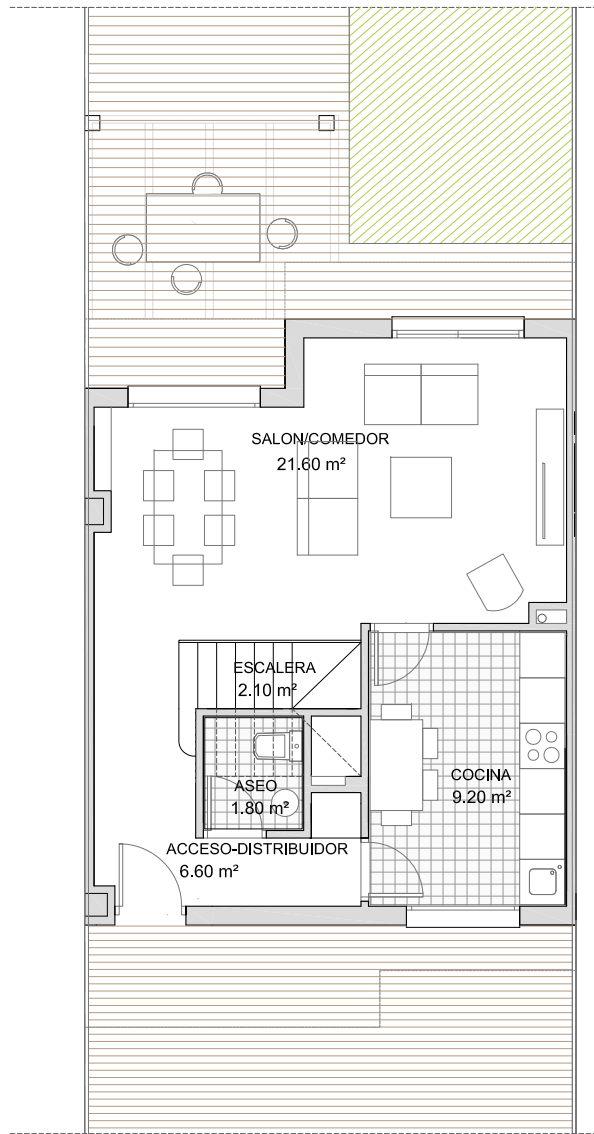 SALON/COMEDOR
21.60 m²
ESCALERA
2.10 m²
COCINA
9.20 m²
ASEO
1.80 m²
ACCESO-DISTRIBUIDOR
6.60 m²